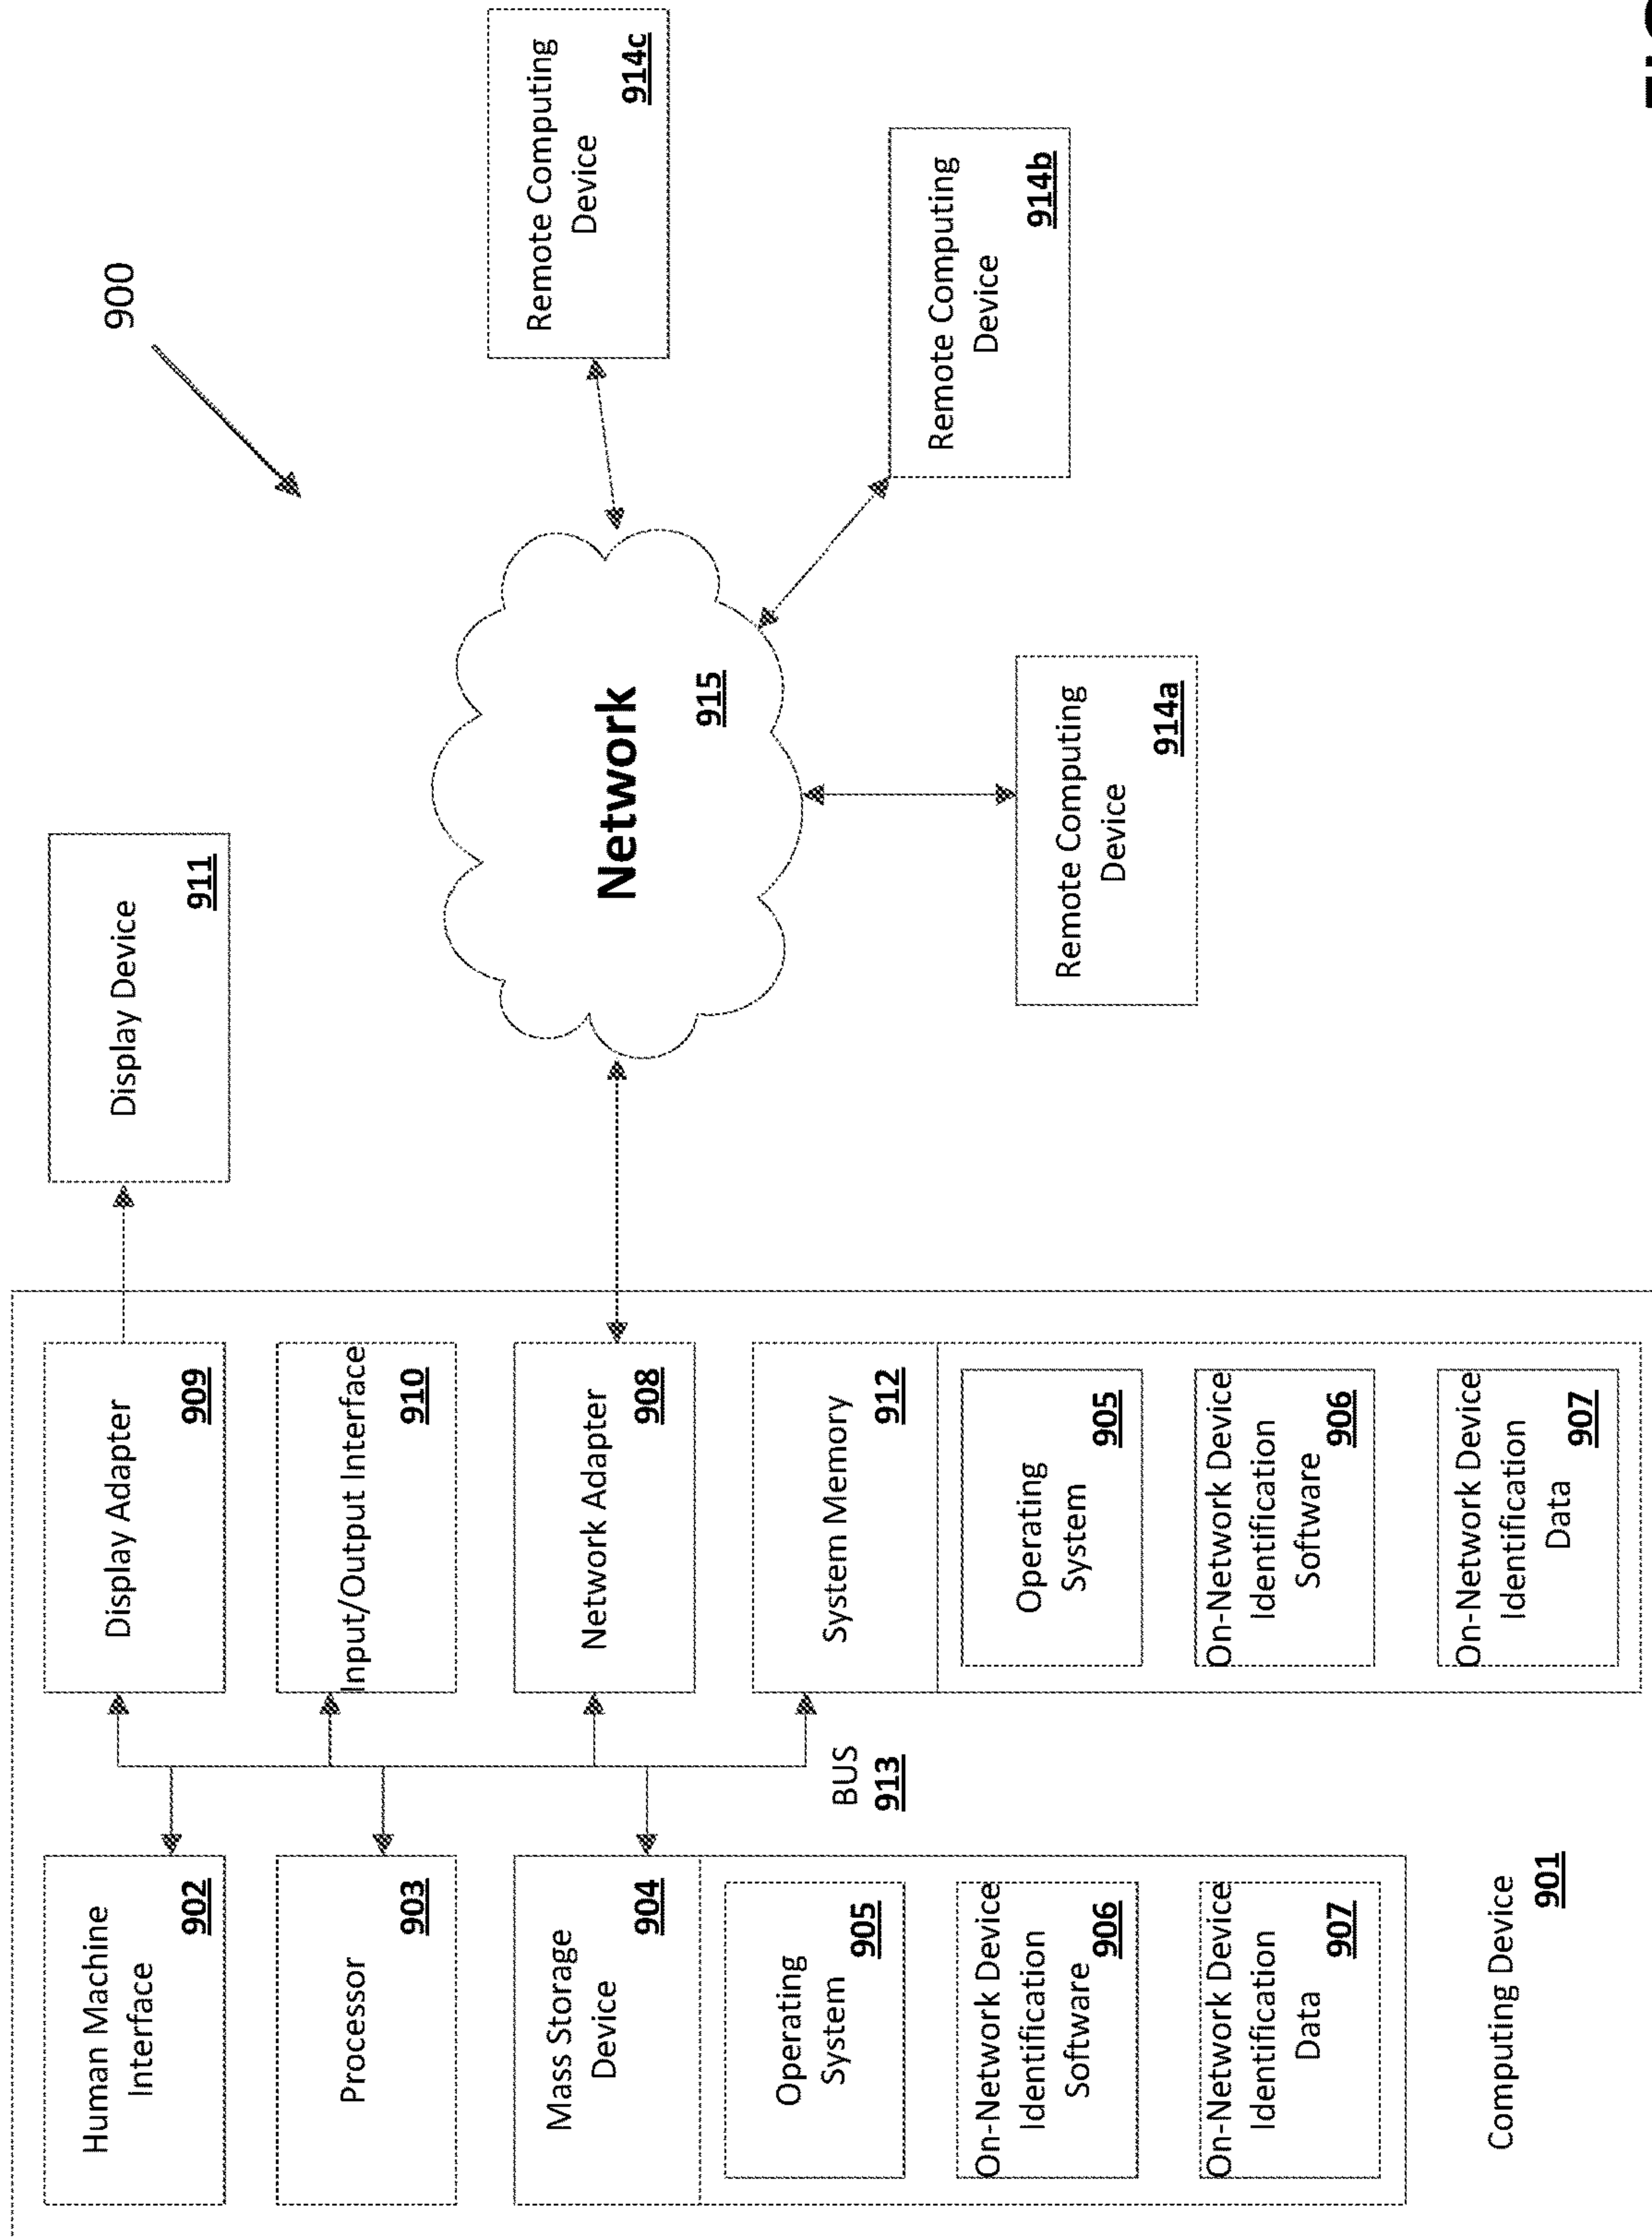 900
Human Machine
Interface
902
Display Adapter
909
Display Device
911
Processor
903
Input/Output Interface
910
Mass Storage
Device
904
Network Adapter
908
Network
915
Remote Computing
Device
914c
Operating
System
905
On-Network Device
Identification
Software
906
On-Network Device
Identification
Data
907
BUS
913
System Memory
912
Operating
System
905
On-Network Device
Identification
Software
906
On-Network Device
Identification
Data
907
Remote Computing
Device
914b
Remote Computing
Device
914a
Computing Device
901